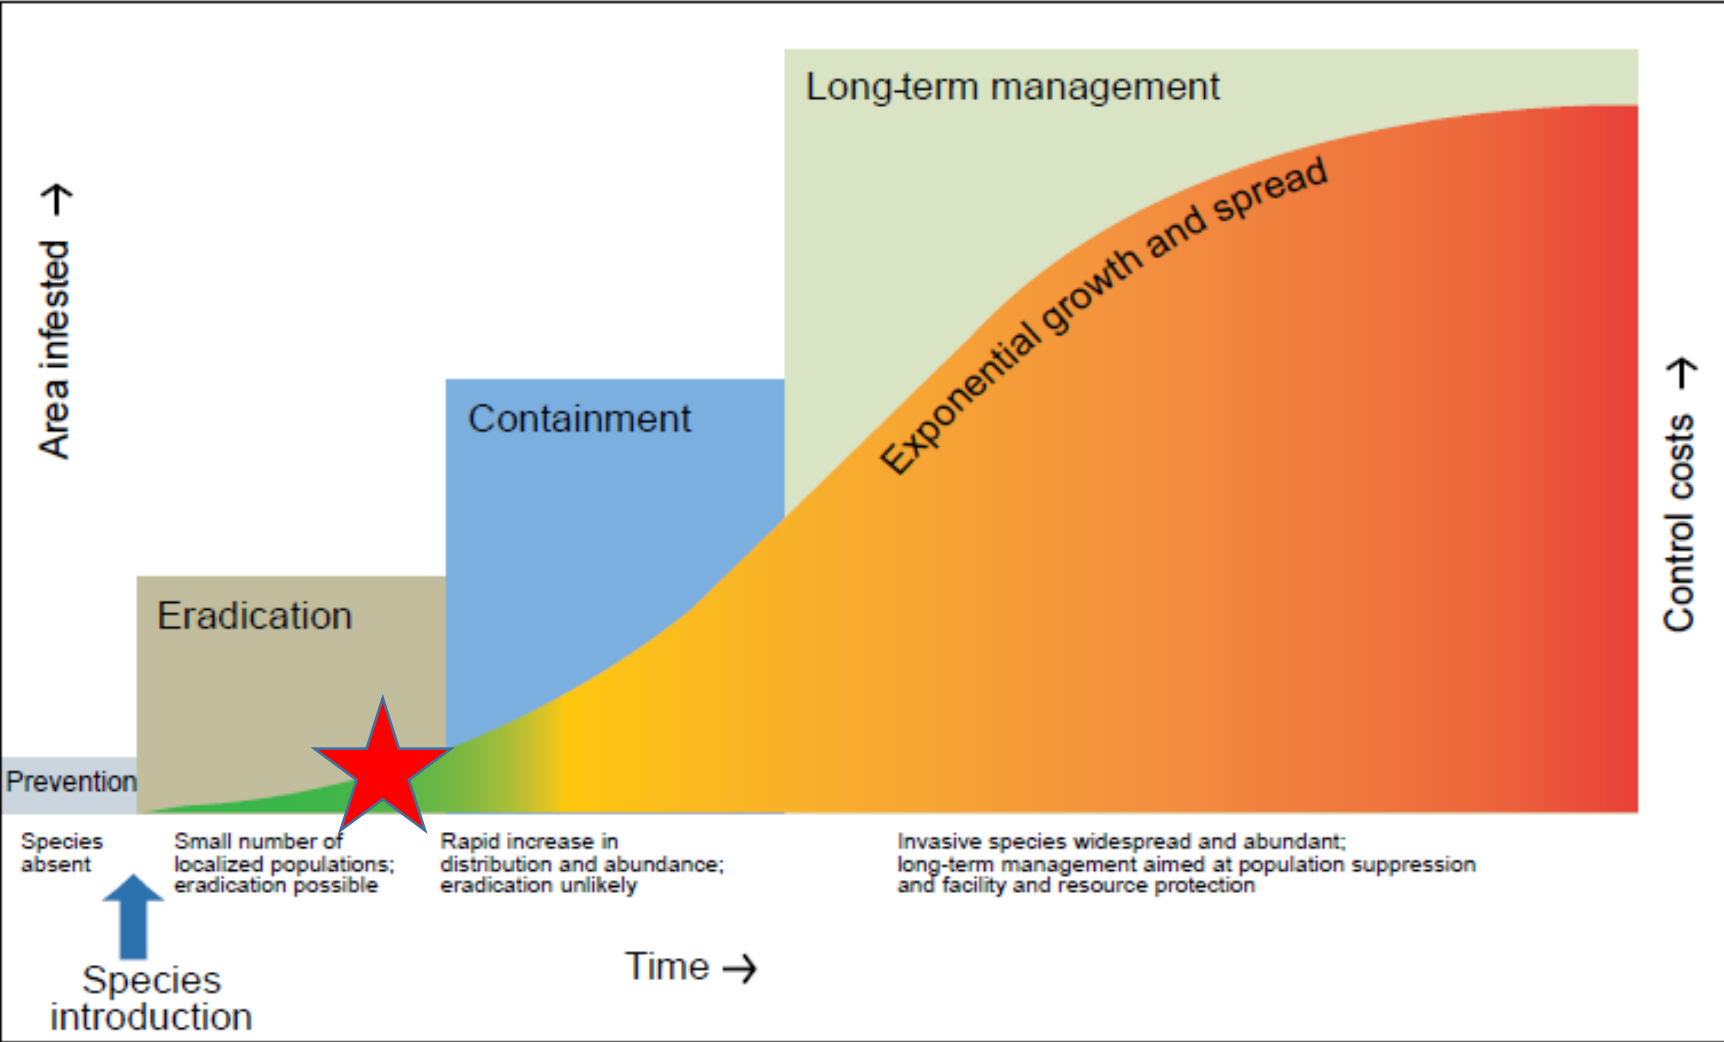 Long-term management
Exponential growth and spread
Area infested →
Containment
Control costs →
Eradication
Prevention
Species
absent
Small number of
localized populations;
eradication possible
Rapid increase in
distribution and abundance;
eradication unlikely
Invasive species widespread and abundant;
long-term management aimed at population suppression
and facility and resource protection
Species
introduction
Time →